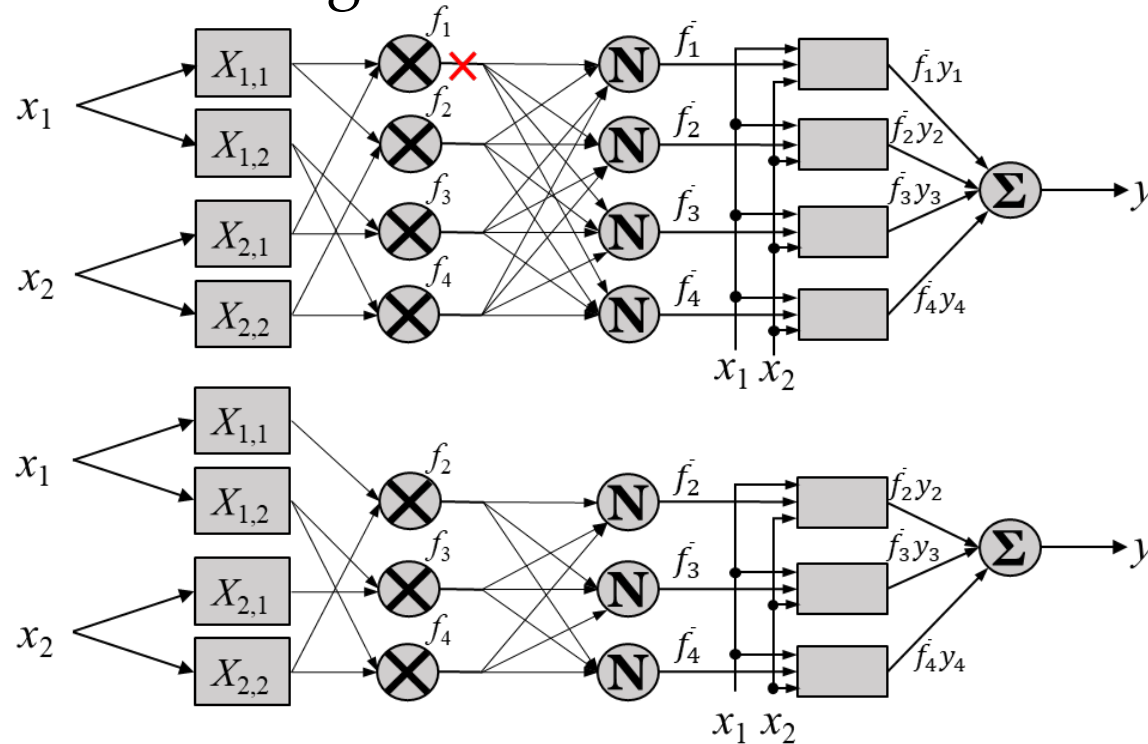 g
f₁
X₁,₁ N f̄₁ f̄₁y₁
x₁
f₂
X₁,₂ N f̄₂ f̄₂y₂
f₃
Σ y
X₂,₁ N f̄₃ f̄₃y₃
x₂
f₄
X₂,₂ N f̄₄ f̄₄y₄
x₁ x₂
X₁,₁
x₁
f₂
X₁,₂ N f̄₂ f̄₂y₂
f₃
Σ y
X₂,₁ N f̄₃ f̄₃y₃
x₂
f₄
X₂,₂ N f̄₄ f̄₄y₄
x₁ x₂